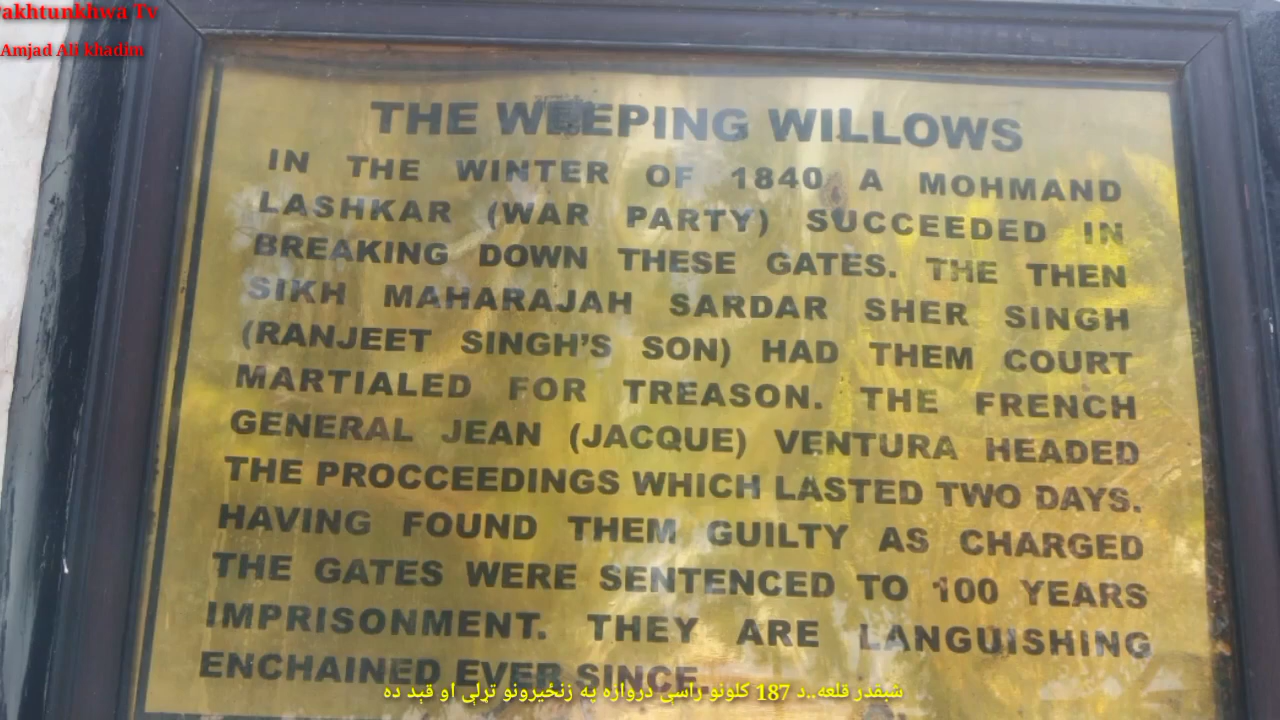 akhtunkhwa Tv
Amjad Ali khadim
THE WEEPING WILLOWS
IN THE WINTER OF 1840 A MOHMAND
LASHKAR (WAR PARTY) SUCCEEDED IN
BREAKING DOWN THESE GATES. THE THEN
SIKH MAHARAJAH SARDAR SHER SINGH
(RANJEET SINGH'S SON) HAD THEM COURT
MARTIALED FOR TREASON. THE FRENCH
GENERAL JEAN (JACQUE) VENTURA HEADED
THE PROCCEEDINGS WHICH LASTED TWO DAYS.
HAVING FOUND THEM GUILTY AS CHARGED
THE GATES WERE SENTENCED TO 100 YEARS
IMPRISONMENT. THEY ARE LANGUISHING
ENCHAINED EVER SINCE.
شبقدر قلعه..د 187 کلونو راسې دروازه په زنځیرونو تړلې او قېد ده